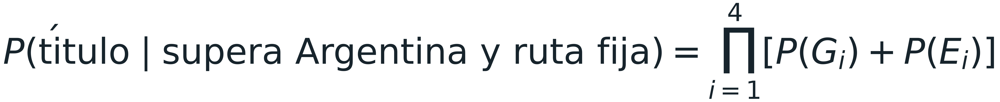 P(título | supera Argentina y ruta fija) = ∏_{i=1}^{4} [P(G_i) + P(E_i)]